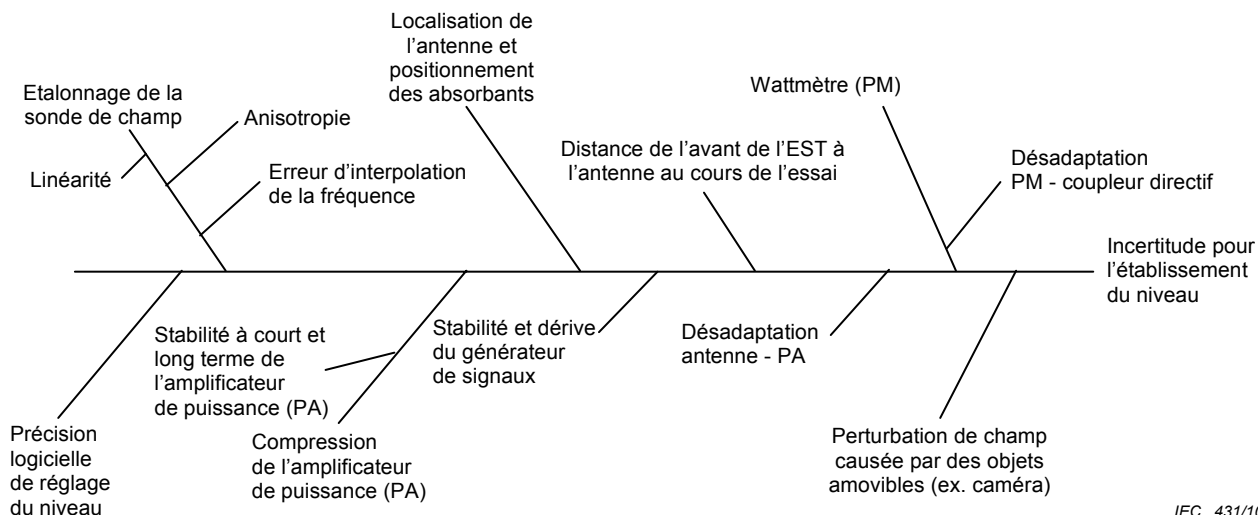 Localisation de
l'antenne et
positionnement
des absorbants
Etalonnage de la
sonde de champ
Wattmètre (PM)
Anisotropie
Linéarité
Erreur d'interpolation
de la fréquence
Distance de l'avant de l'EST à
l'antenne au cours de l'essai
Désadaptation
PM - coupleur directif
Incertitude pour
l'établissement
du niveau
Stabilité à court et
long terme de
l'amplificateur
de puissance (PA)
Stabilité et dérive
du générateur
de signaux
Désadaptation
antenne - PA
Précision
logicielle
de réglage
du niveau
Compression
de l'amplificateur
de puissance (PA)
Perturbation de champ
causée par des objets
amovibles (ex. caméra)
IEC 431/10